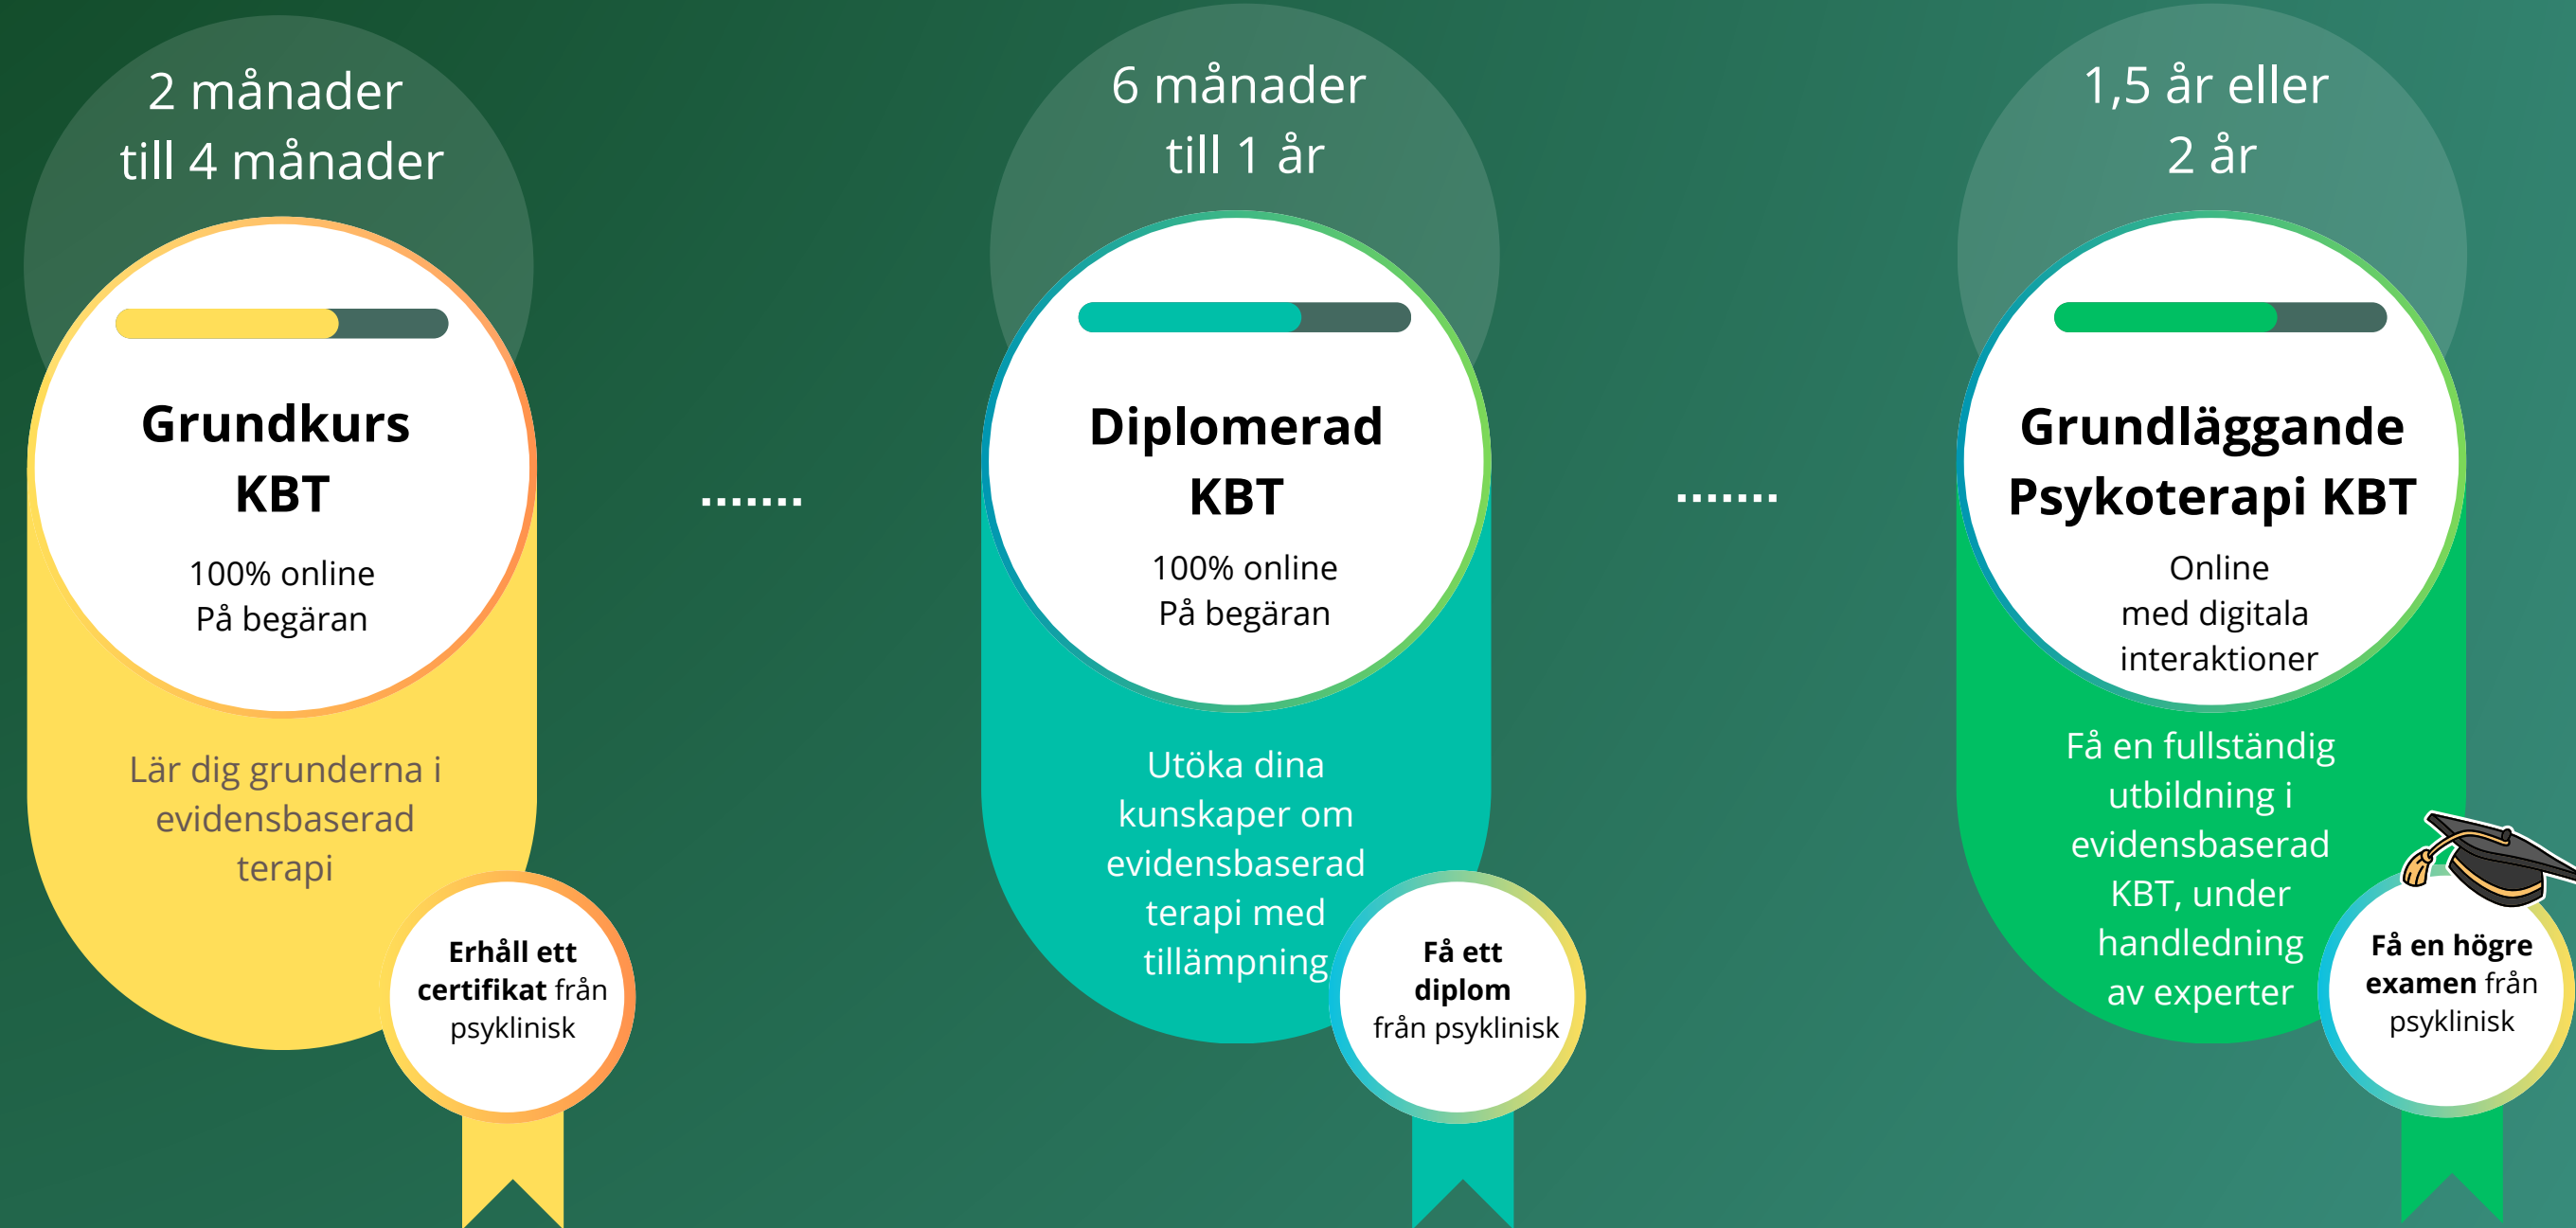 2 månader
till 4 månader
Grundkurs
KBT
100% online
På begäran
Lär dig grunderna i
evidensbaserad
terapi
Erhåll ett
certifikat från
psyklinisk
.......
6 månader
till 1 år
Diplomerad
KBT
100% online
På begäran
Utöka dina
kunskaper om
evidensbaserad
terapi med
tillämpning
Få ett
diplom
från psyklinisk
.......
1,5 år eller
2 år
Grundläggande
Psykoterapi KBT
Online
med digitala
interaktioner
Få en fullständig
utbildning i
evidensbaserad
KBT, under
handledning
av experter
Få en högre
examen från
psyklinisk